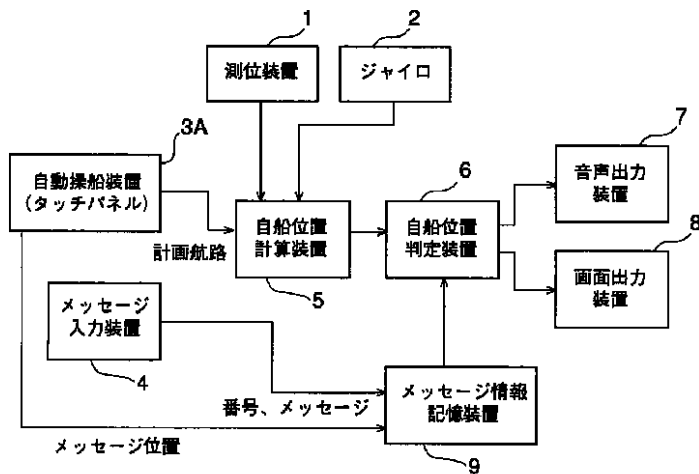 1
2
測位装置
ジャイロ
3A
7
自動操船装置
(タッチパネル)
6
音声出力
装置
自船位置
計算装置
自船位置
判定装置
計画航路
8
5
画面出力
装置
メッセージ
入力装置
4
メッセージ情報
記憶装置
番号、メッセージ
メッセージ位置
9